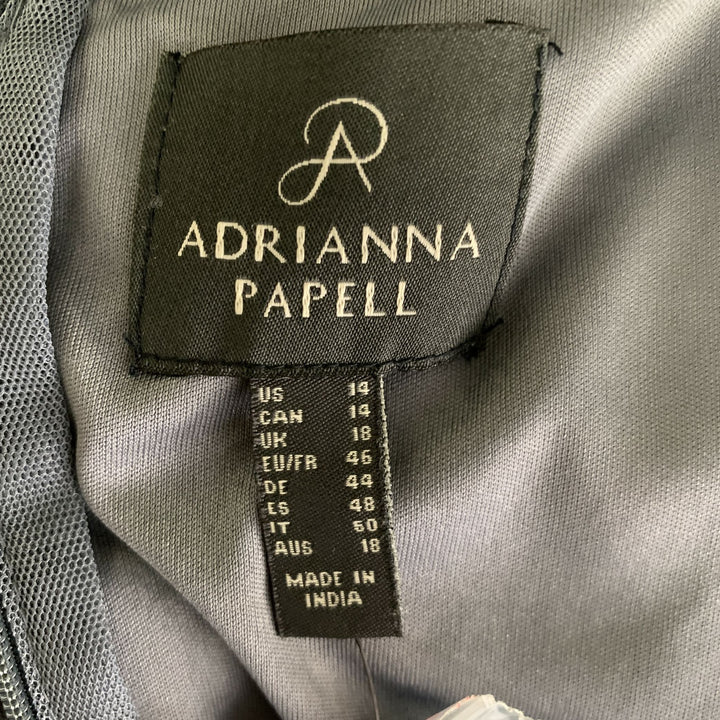 ADRIANNA
PAPELL
US 14
CAN 14
UK 18
EU/FR 46
DE 44
ES 48
IT 50
AUS 18
MADE IN
INDIA